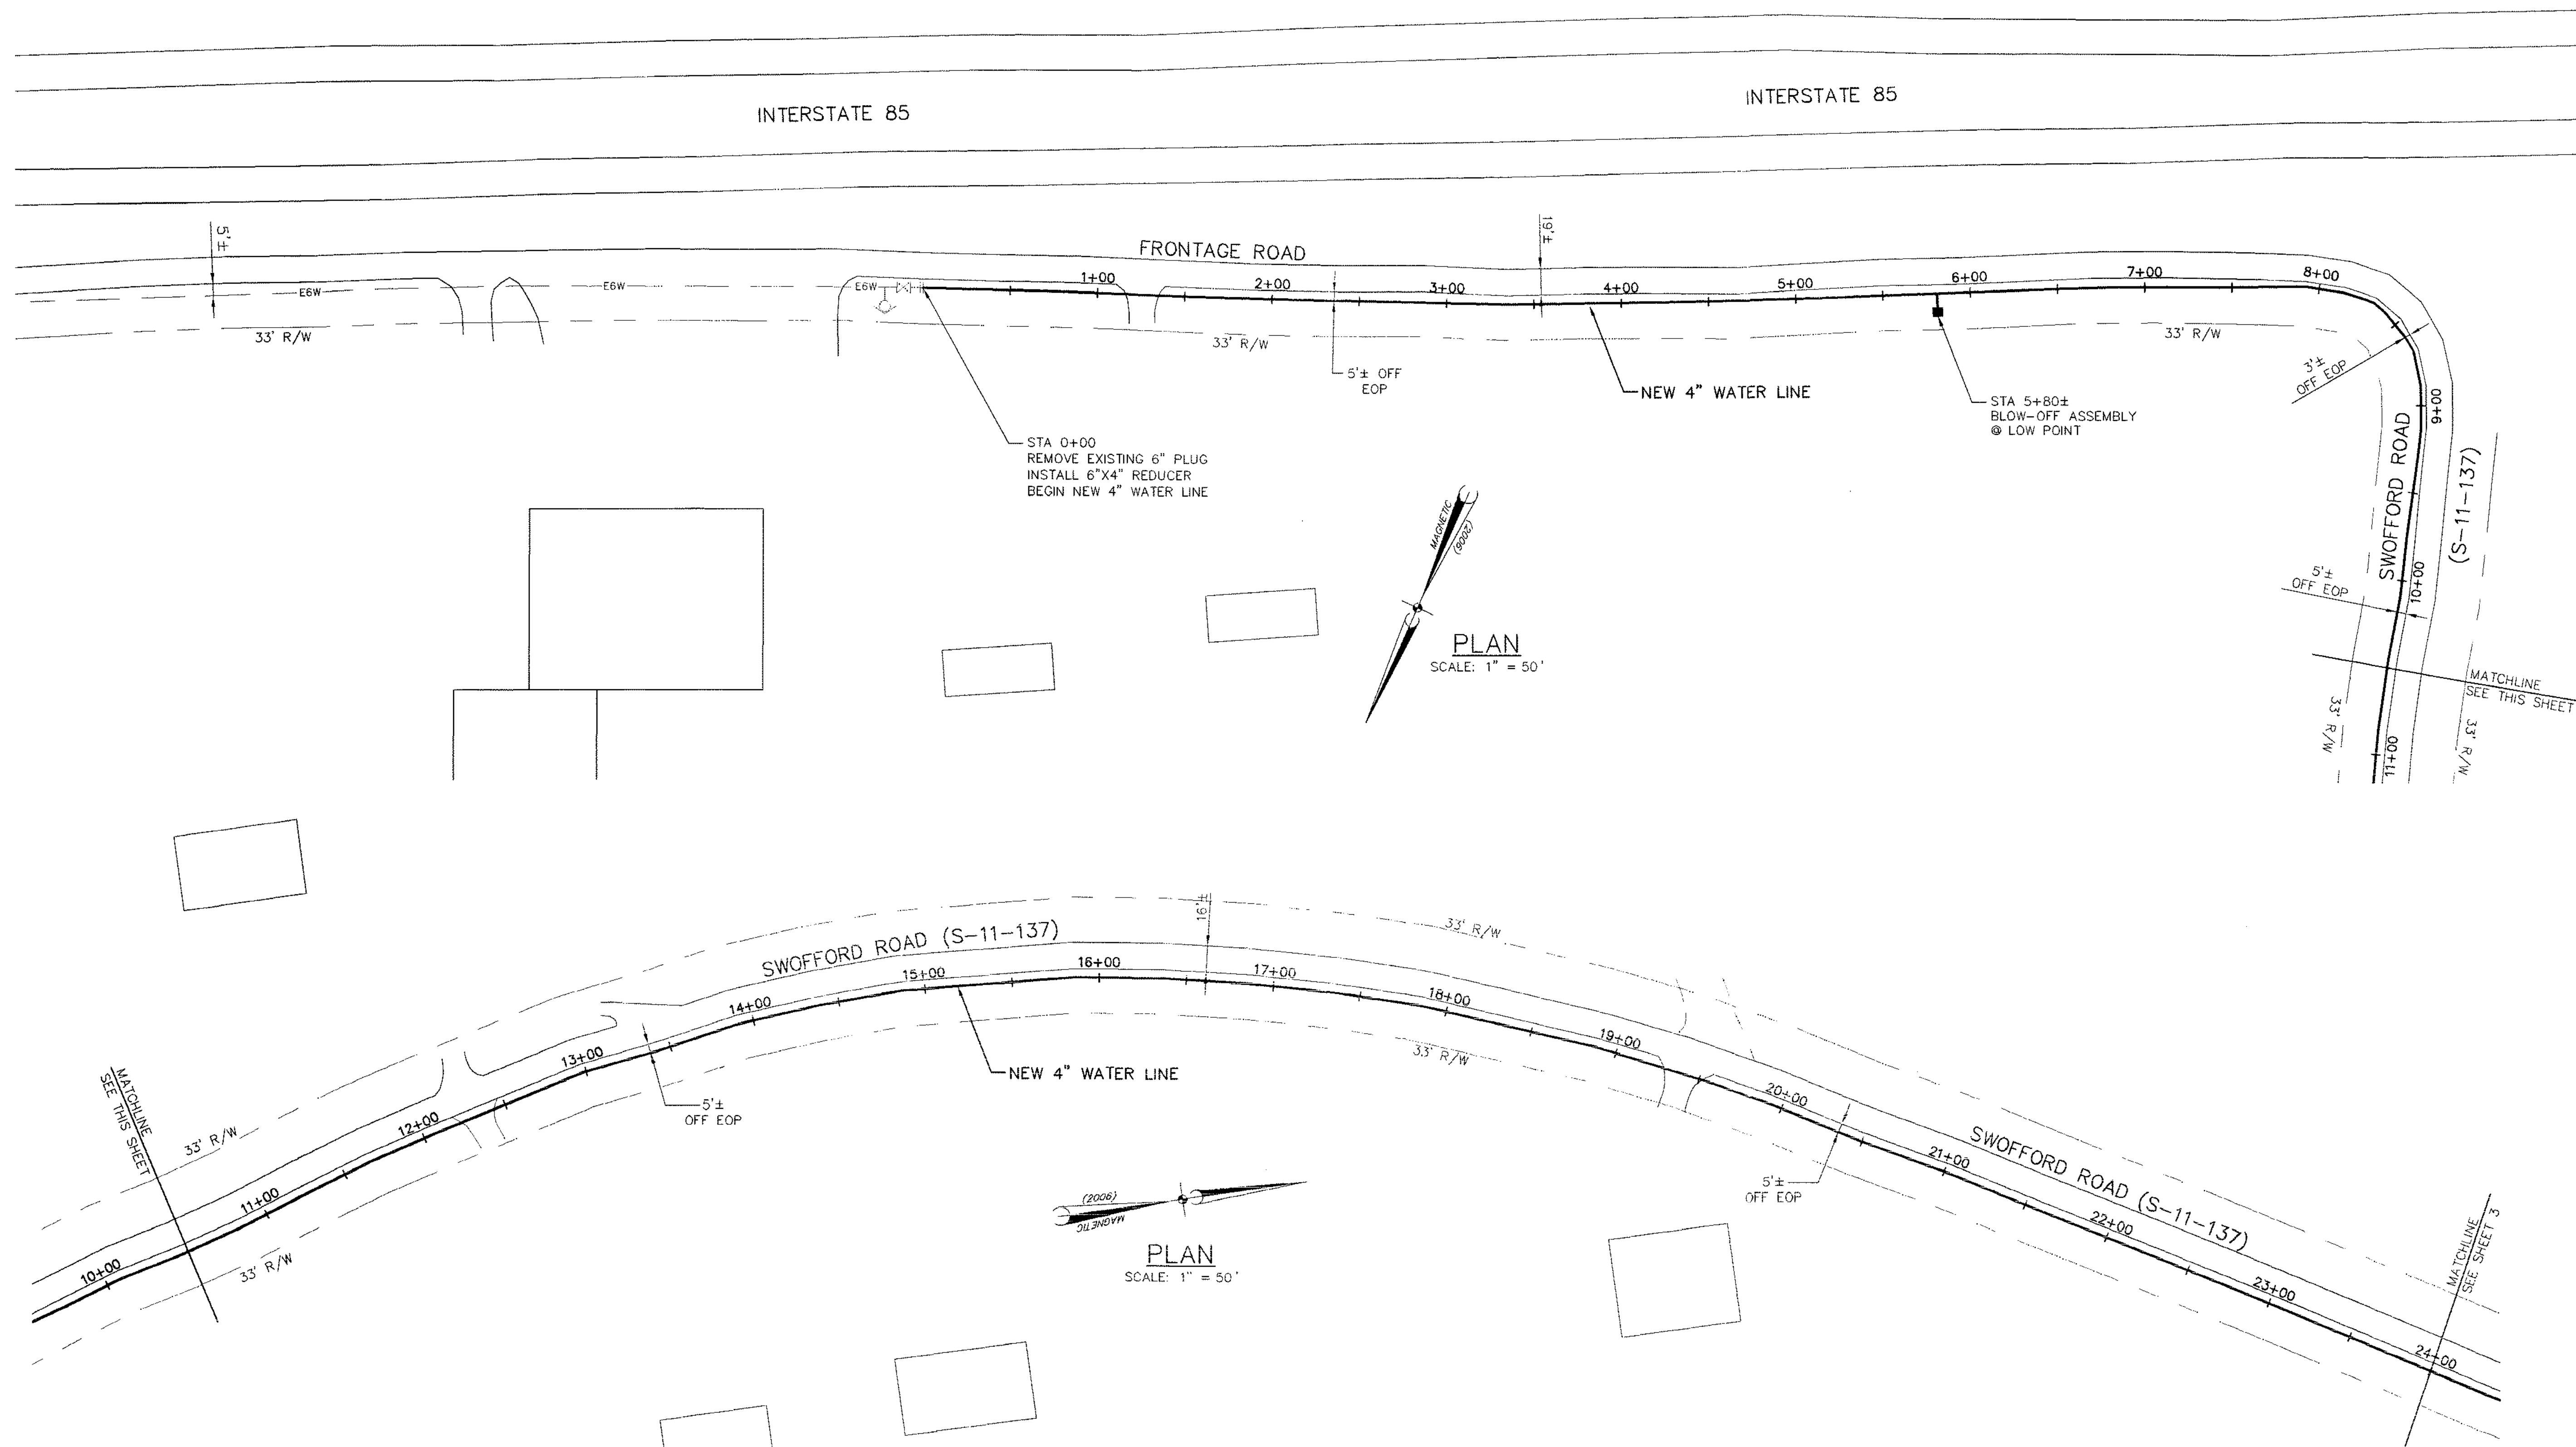 INTERSTATE 85
INTERSTATE 85
5'±
FRONTAGE ROAD
19'±
E6W
E6W
E6W
1+00
2+00
3+00
4+00
5+00
6+00
7+00
8+00
33' R/W
33' R/W
33' R/W
5'± OFF
EOP
NEW 4" WATER LINE
STA 5+80±
BLOW-OFF ASSEMBLY
@ LOW POINT
3'±
OFF EOP
9+00
STA 0+00
REMOVE EXISTING 6" PLUG
INSTALL 6"X4" REDUCER
BEGIN NEW 4" WATER LINE
SWOFFORD ROAD
(S-11-137)
MAGNETIC
(2006)
5'±
OFF EOP
10+00
PLAN
SCALE: 1" = 50'
MATCHLINE
SEE THIS SHEET
33' R/W
33' R/W
11+00
16'±
33' R/W
SWOFFORD ROAD (S-11-137)
10+00
11+00
12+00
13+00
14+00
15+00
16+00
17+00
18+00
19+00
20+00
21+00
22+00
23+00
24+00
MATCHLINE
SEE THIS SHEET
33' R/W
33' R/W
5'±
OFF EOP
NEW 4" WATER LINE
33' R/W
5'±
OFF EOP
SWOFFORD ROAD (S-11-137)
(2006)
MAGNETIC
PLAN
SCALE: 1" = 50'
MATCHLINE
SEE SHEET 3